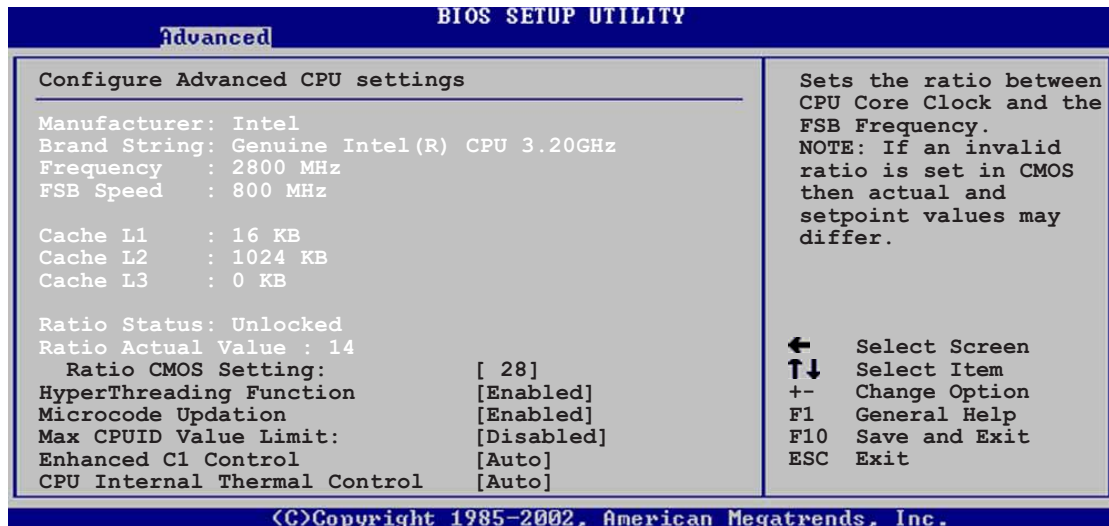 BIOS SETUP UTILITY
Advanced
Configure Advanced CPU settings
Manufacturer: Intel
Brand String: Genuine Intel(R) CPU 3.20GHz
Frequency : 2800 MHz
FSB Speed : 800 MHz
Cache L1 : 16 KB
Cache L2 : 1024 KB
Cache L3 : 0 KB
Ratio Status: Unlocked
Ratio Actual Value : 14
Ratio CMOS Setting: [ 28]
HyperThreading Function [Enabled]
Microcode Updation [Enabled]
Max CPUID Value Limit: [Disabled]
Enhanced C1 Control [Auto]
CPU Internal Thermal Control [Auto]
Sets the ratio between
CPU Core Clock and the
FSB Frequency.
NOTE: If an invalid
ratio is set in CMOS
then actual and
setpoint values may
differ.
← Select Screen
↑↓ Select Item
+- Change Option
F1 General Help
F10 Save and Exit
ESC Exit
(C)Copyright 1985-2002, American Megatrends, Inc.